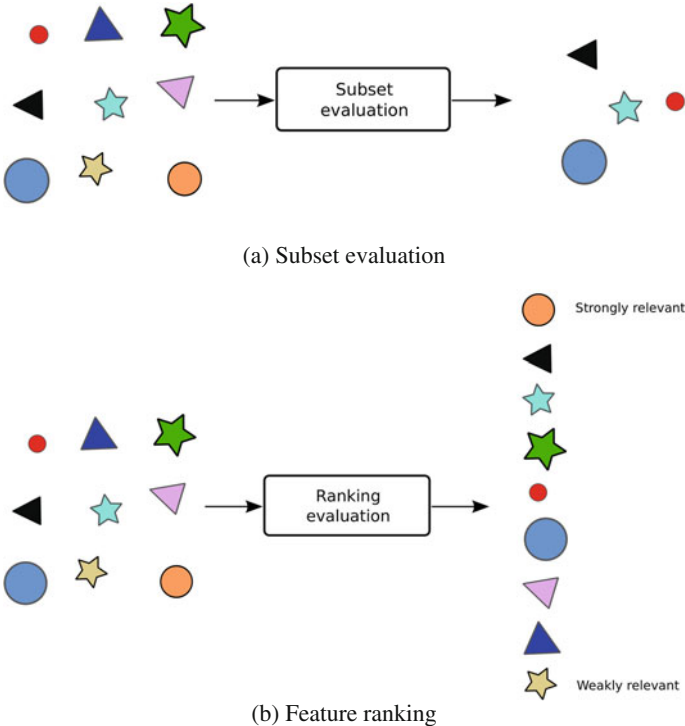 Subset
evaluation
(a) Subset evaluation
Strongly relevant
Ranking
evaluation
Weakly relevant
(b) Feature ranking